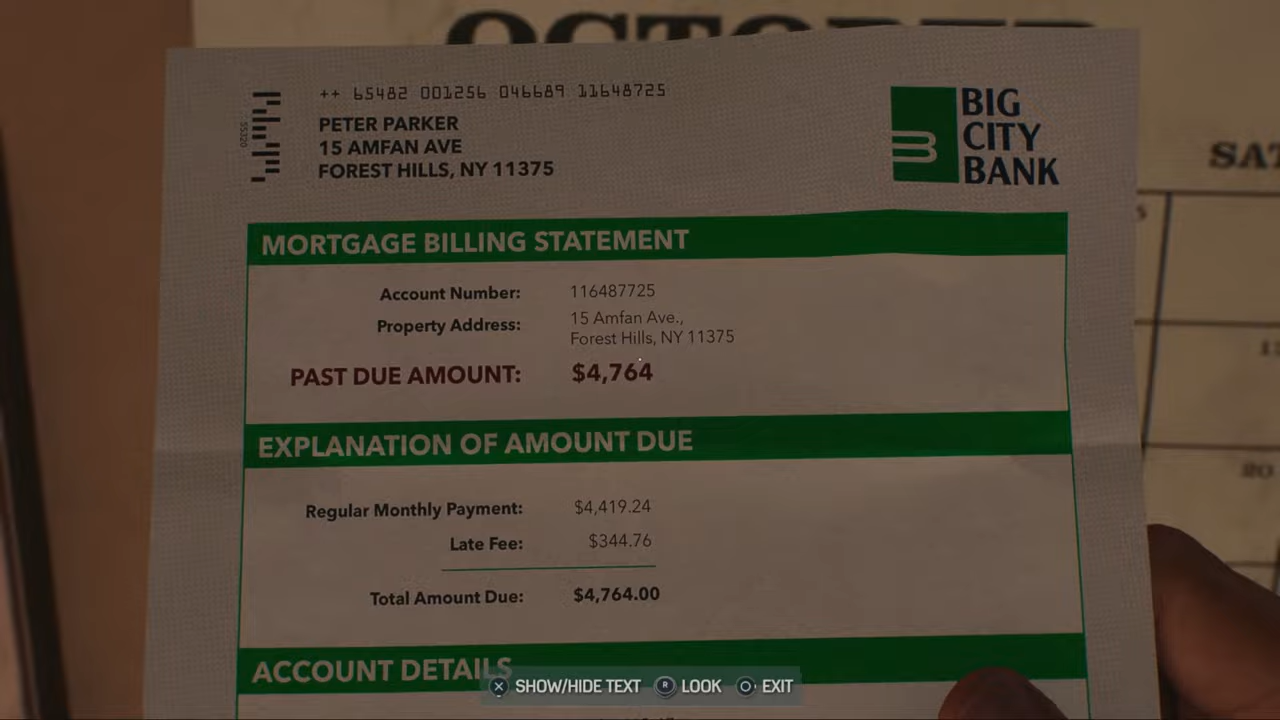 OCTOBER
++ 65482 001256 046689 11648725
55320
PETER PARKER
15 AMFAN AVE
FOREST HILLS, NY 11375
BIG
CITY
BANK
MORTGAGE BILLING STATEMENT
Account Number: 116487725
Property Address: 15 Amfan Ave.,
Forest Hills, NY 11375
PAST DUE AMOUNT: $4,764
EXPLANATION OF AMOUNT DUE
Regular Monthly Payment: $4,419.24
Late Fee: $344.76
Total Amount Due: $4,764.00
ACCOUNT DETAILS
SHOW/HIDE TEXT R LOOK EXIT